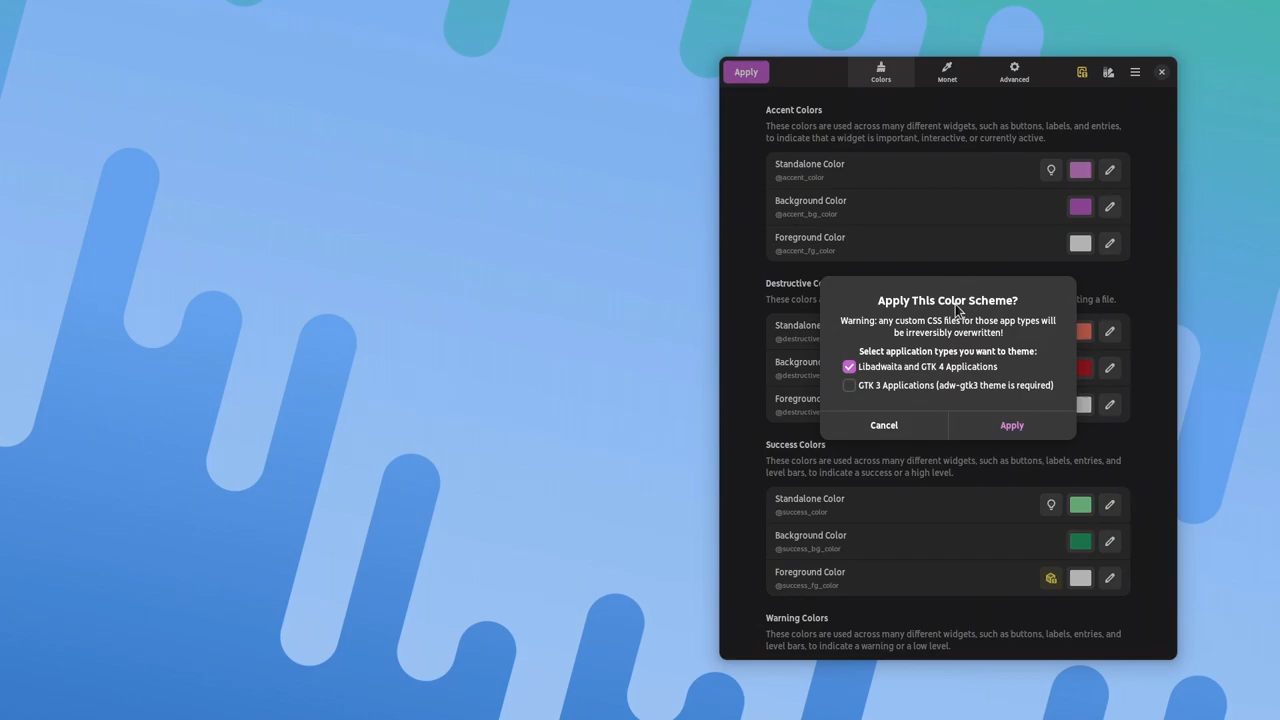 Apply
Colors
Monet
Advanced
Accent Colors
These colors are used across many different widgets, such as buttons, labels, and entries,
to indicate that a widget is important, interactive, or currently active.
Standalone Color
@accent_color
Background Color
@accent_bg_color
Foreground Color
@accent_fg_color
Destructive Co
These colors a
ting a file.
Standalone
@destructive
Background
@destructive
Foreground
@destructive
Apply This Color Scheme?
Warning: any custom CSS files for those app types will
be irreversibly overwritten!
Select application types you want to theme:
Libadwaita and GTK 4 Applications
GTK 3 Applications (adw-gtk3 theme is required)
Cancel
Apply
Success Colors
These colors are used across many different widgets, such as buttons, labels, entries, and
level bars, to indicate a success or a high level.
Standalone Color
@success_color
Background Color
@success_bg_color
Foreground Color
@success_fg_color
Warning Colors
These colors are used across many different widgets, such as buttons, labels, entries, and
level bars, to indicate a warning or a low level.